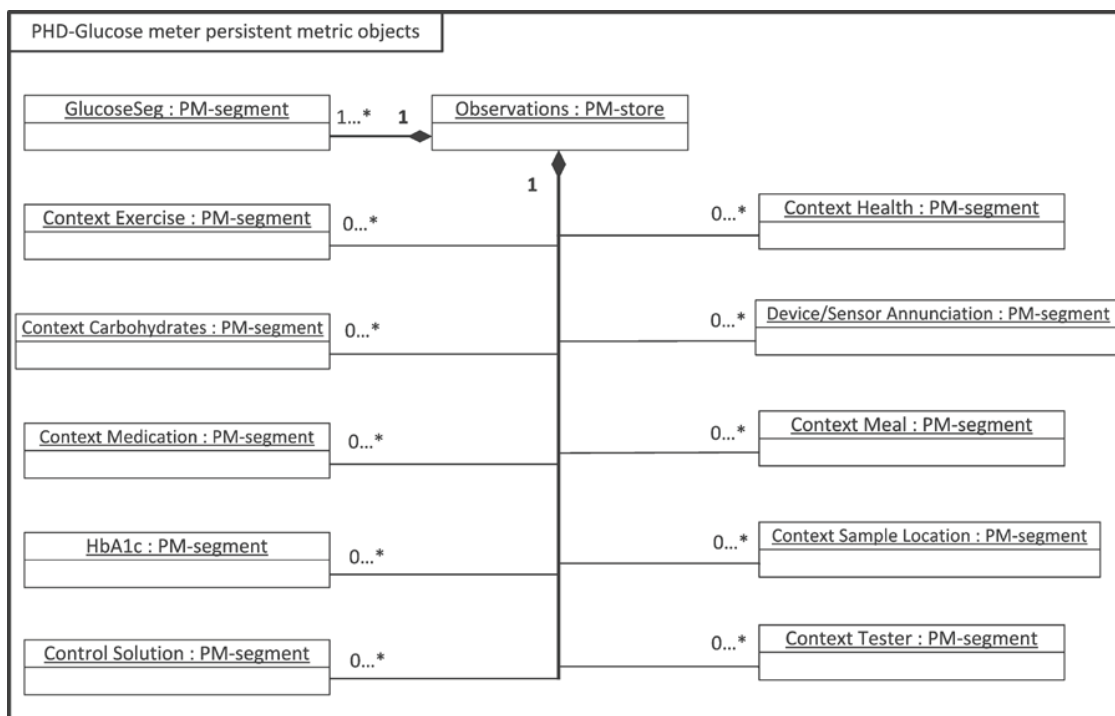 PHD-Glucose meter persistent metric objects
GlucoseSeg : PM-segment
1...*
1
Observations : PM-store
1
Context Exercise : PM-segment
0...*
0...*
Context Health : PM-segment
Context Carbohydrates : PM-segment
0...*
0...*
Device/Sensor Annunciation : PM-segment
Context Medication : PM-segment
0...*
0...*
Context Meal : PM-segment
HbA1c : PM-segment
0...*
0...*
Context Sample Location : PM-segment
Control Solution : PM-segment
0...*
0...*
Context Tester : PM-segment